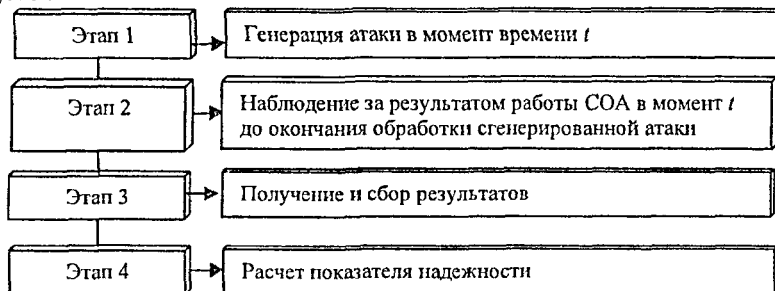 Этап 1
Генерация атаки в момент времени t
Этап 2
Наблюдение за результатом работы СОА в момент t
до окончания обработки сгенерированной атаки
Этап 3
Получение и сбор результатов
Этап 4
Расчет показателя надежности